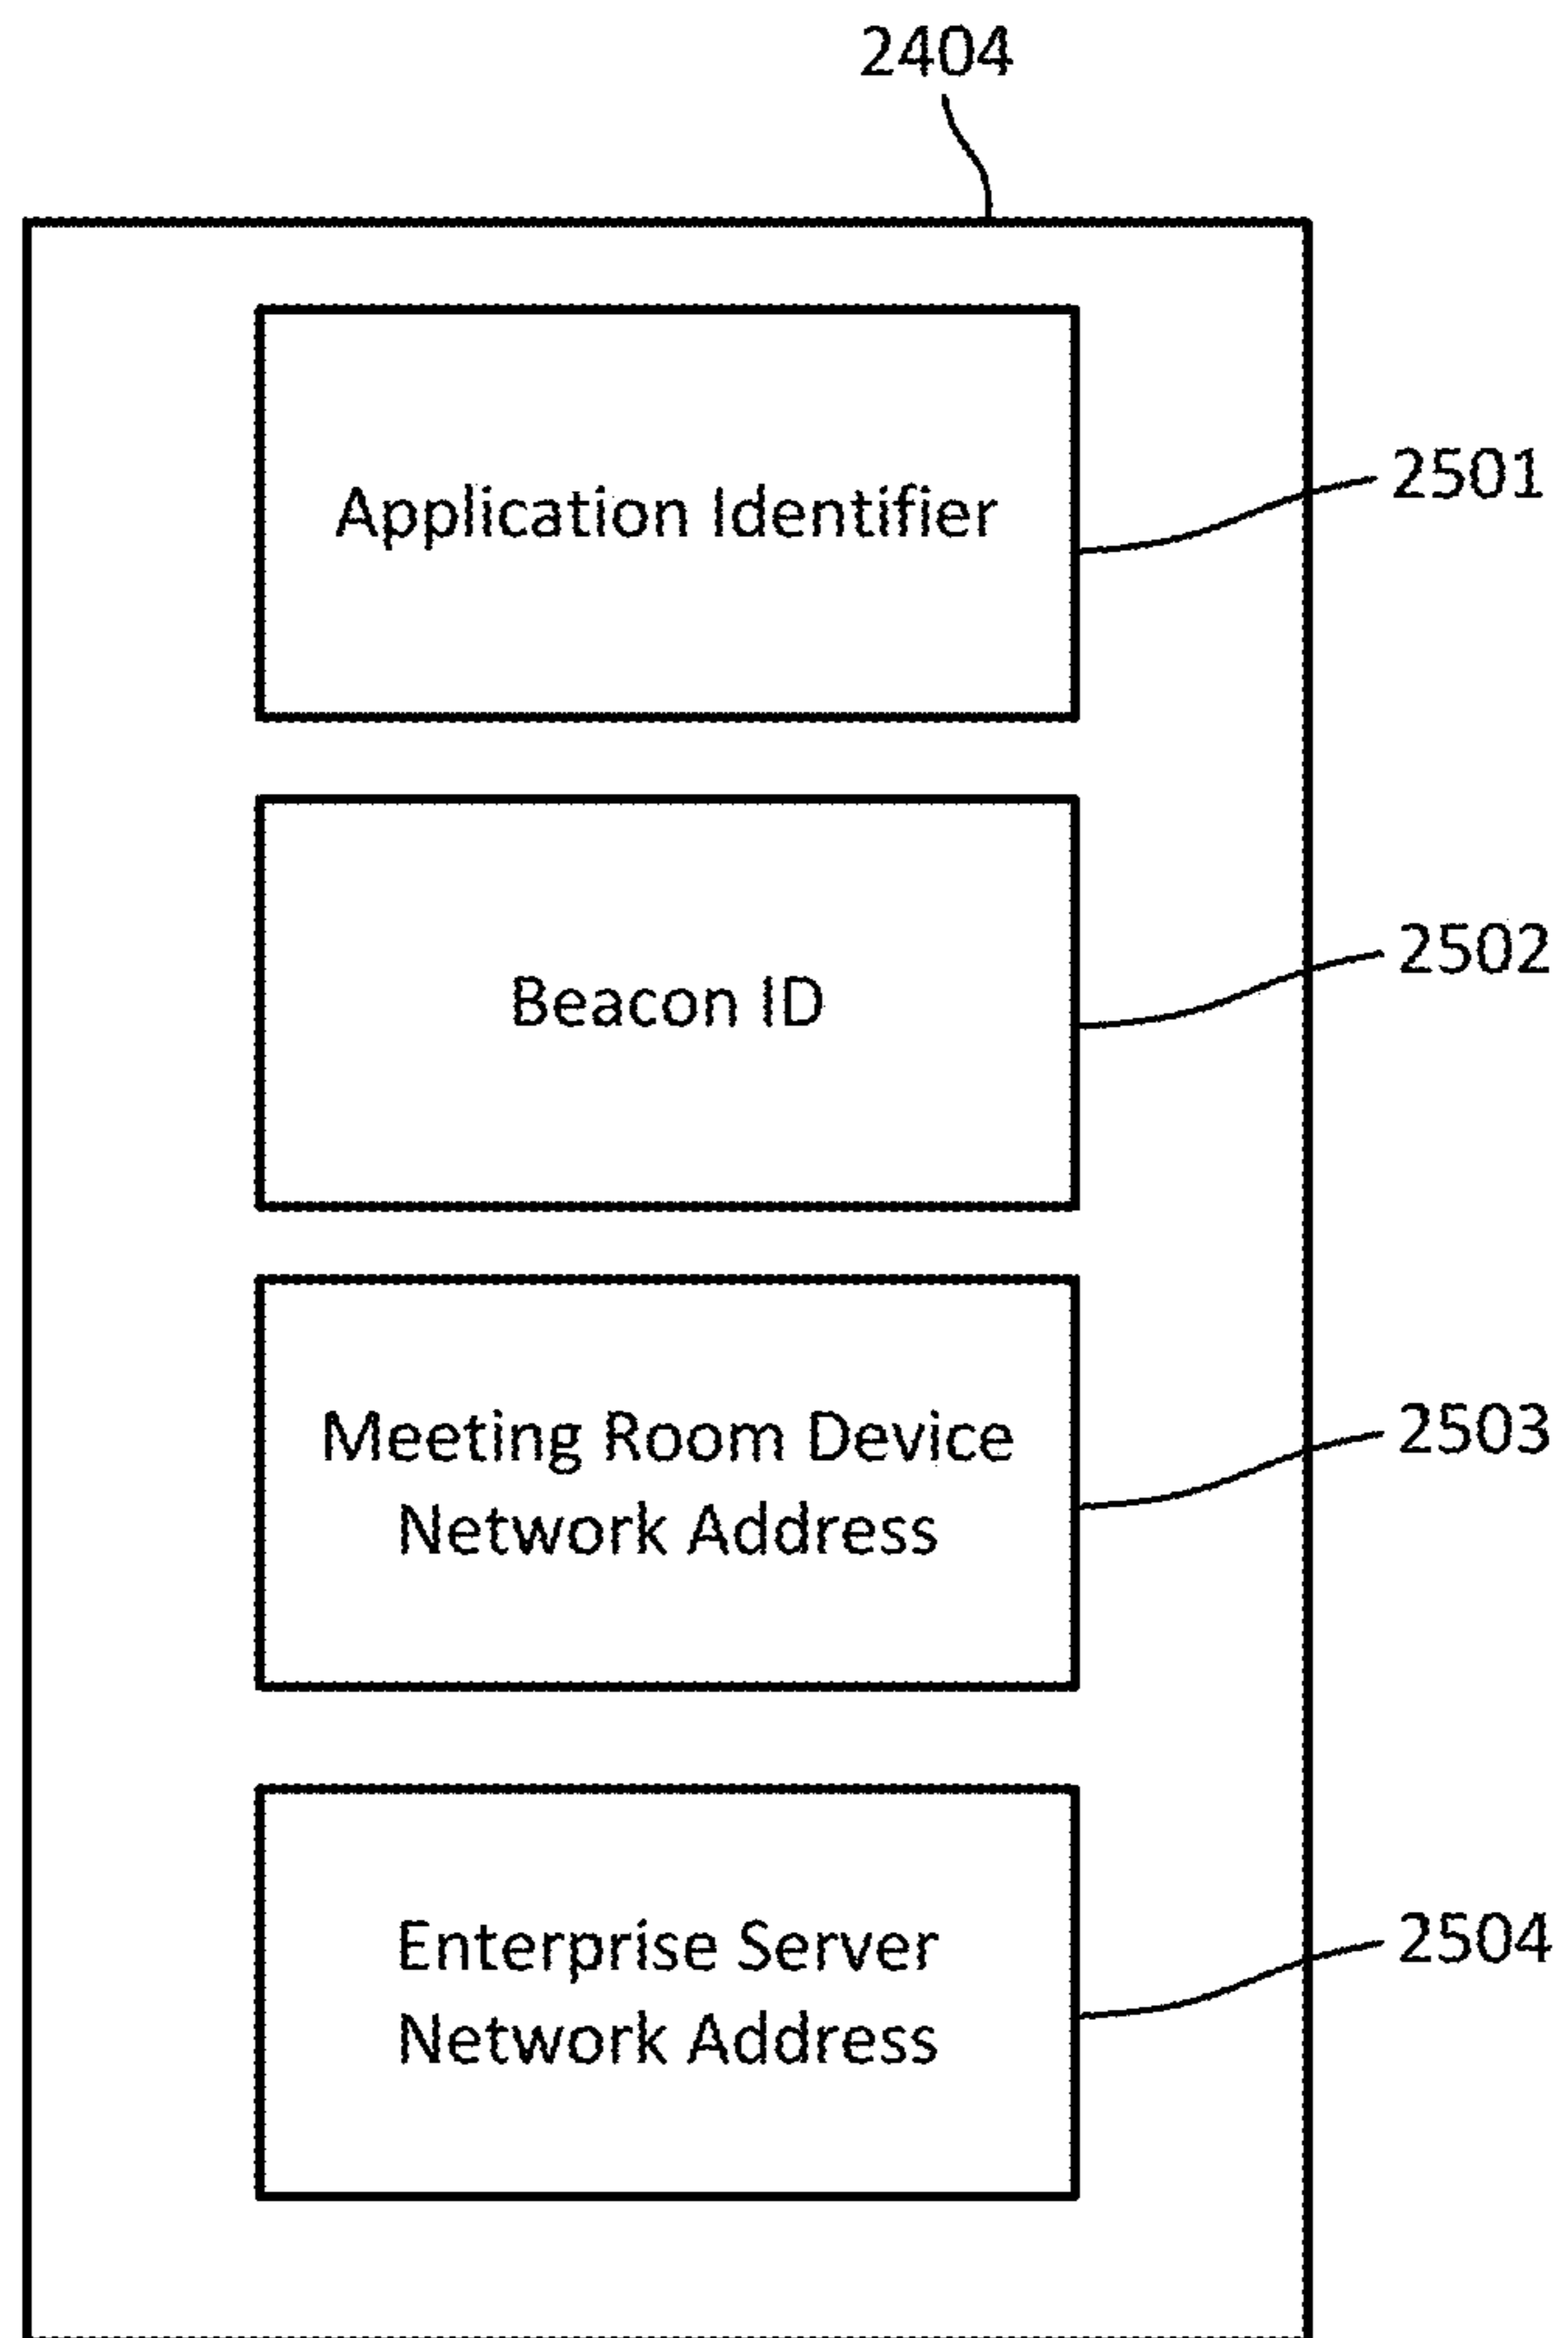 2404
Application Identifier
2501
Beacon ID
2502
Meeting Room Device
Network Address
2503
Enterprise Server
Network Address
2504